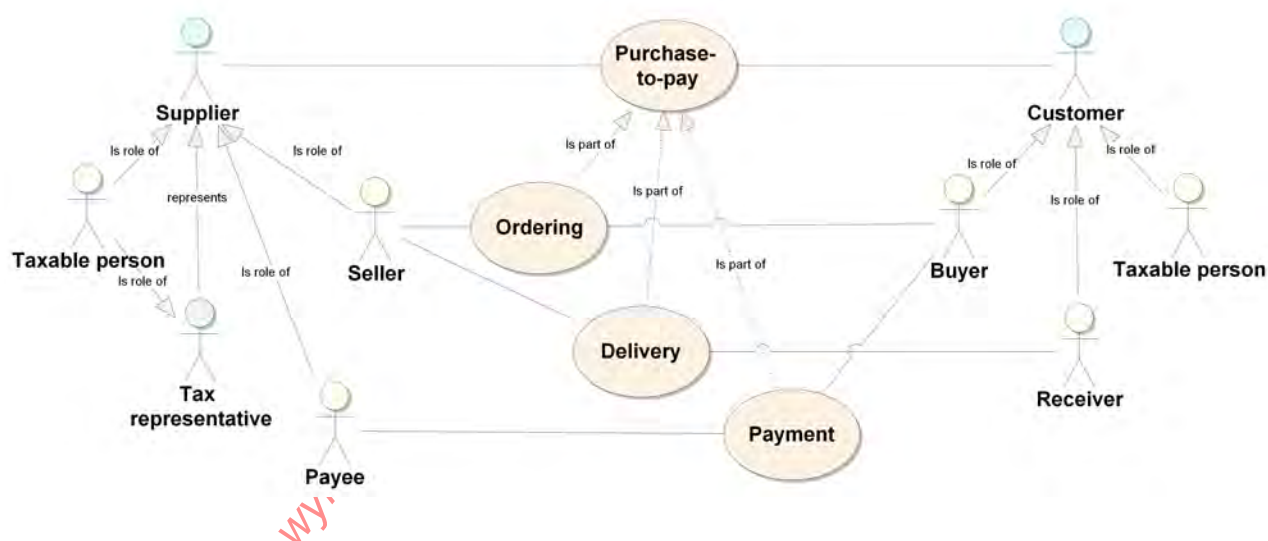 Purchase-
to-pay
Supplier
Customer
Is role of
Is role of
Is part of
Is role of
Is role of
represents
Is part of
Is role of
Ordering
Taxable person
Seller
Buyer
Taxable person
Is role of
Is role of
Is part of
Delivery
Tax
representative
Receiver
Payment
Payee
wy